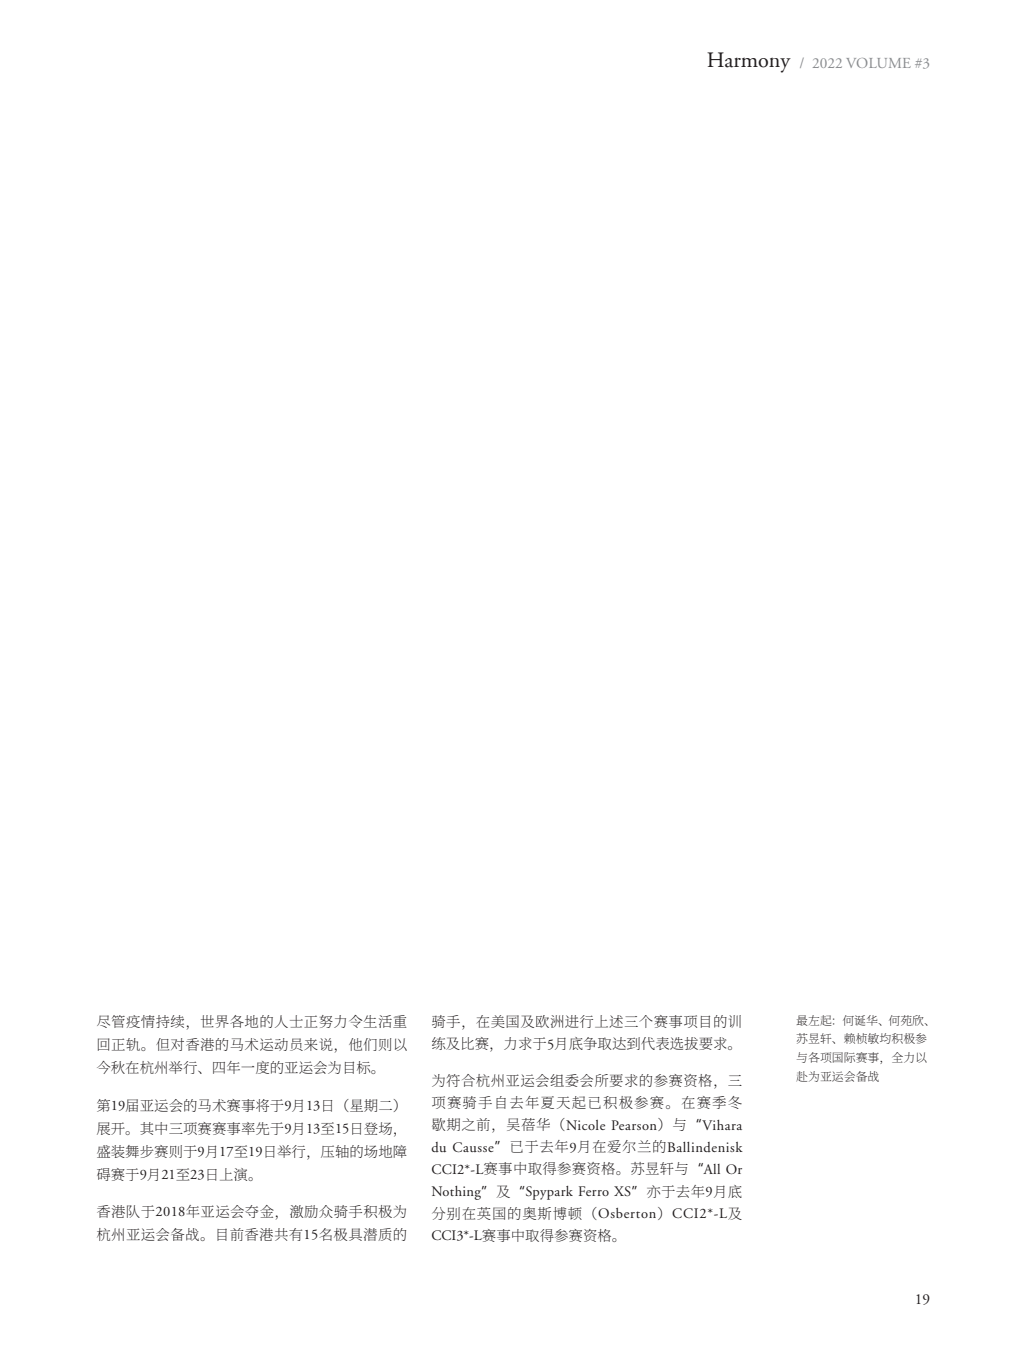 Harmony / 2022 VOLUME #3
尽管疫情持续，世界各地的人士正努力令生活重
回正轨。但对香港的马术运动员来说，他们则以
今秋在杭州举行、四年一度的亚运会为目标。
第19届亚运会的马术赛事将于9月13日（星期二）
展开。其中三项赛赛事率先于9月13至15日登场，
盛装舞步赛则于9月17至19日举行，压轴的场地障
碍赛于9月21至23日上演。
香港队于2018年亚运会夺金，激励众骑手积极为
杭州亚运会备战。目前香港共有15名极具潜质的
骑手，在美国及欧洲进行上述三个赛事项目的训
练及比赛，力求于5月底争取达到代表选拔要求。
为符合杭州亚运会组委会所要求的参赛资格，三
项赛骑手自去年夏天起已积极参赛。在赛季冬
歇期之前，吴蓓华（Nicole Pearson）与“Vihara
du Causse”已于去年9月在爱尔兰的Ballindenisk
CCI2*-L赛事中取得参赛资格。苏昱轩与“All Or
Nothing”及“Spypark Ferro XS”亦于去年9月底
分别在英国的奥斯博顿（Osberton）CCI2*-L及
CCI3*-L赛事中取得参赛资格。
最左起：何诞华、何苑欣、
苏昱轩、赖桢敏均积极参
与各项国际赛事，全力以
赴为亚运会备战
19